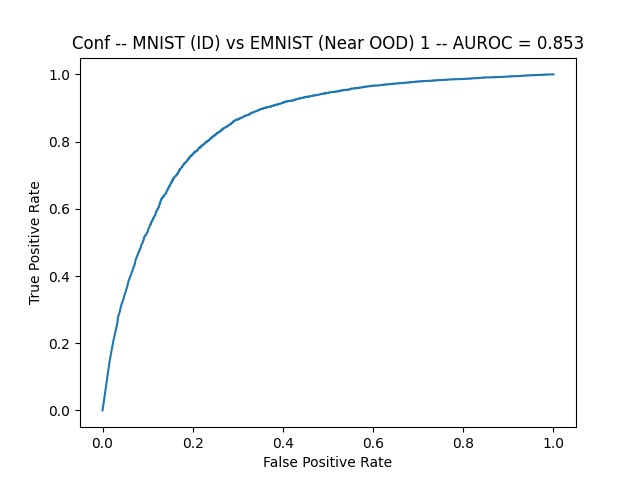 Conf -- MNIST (ID) vs EMNIST (Near OOD) 1 -- AUROC = 0.853
1.0
0.8
0.6
0.4
0.2
0.0
True Positive Rate
0.0 0.2 0.4 0.6 0.8 1.0
False Positive Rate